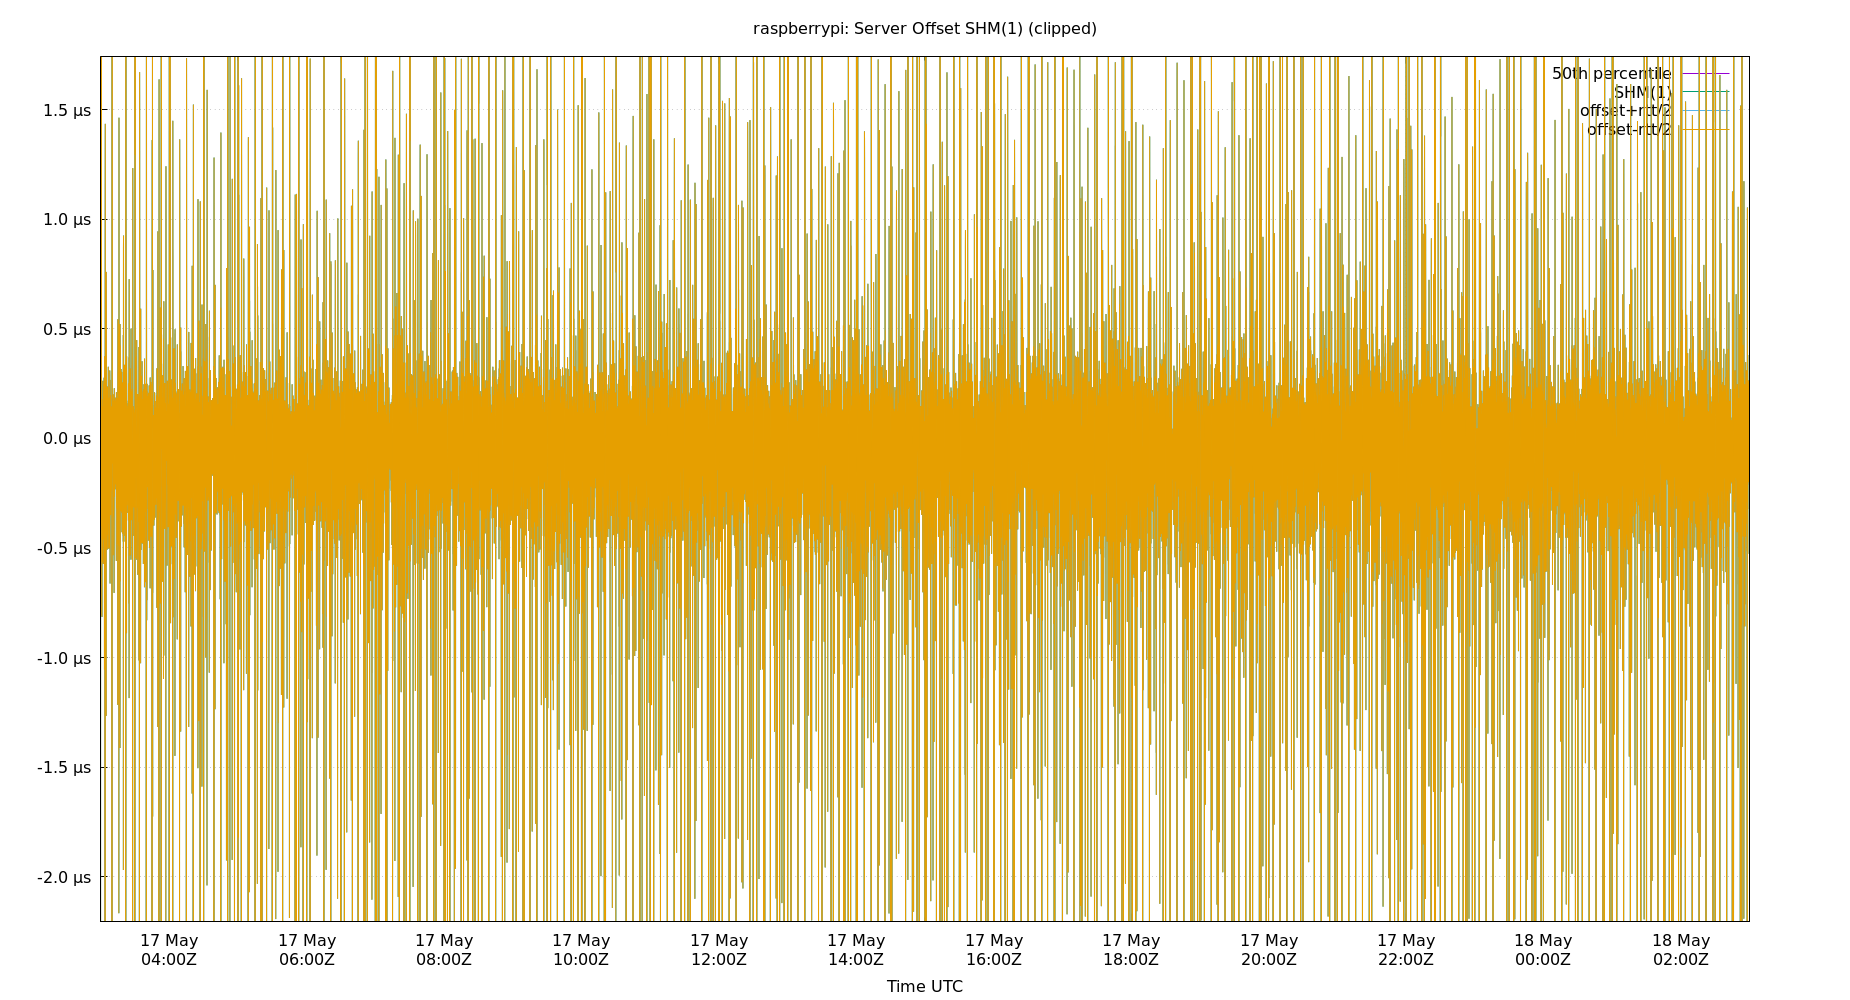 raspberrypi: Server Offset SHM(1) (clipped)
50th percentile
SHM(1)
offset+rtt/2
offset-rtt/2
1.5 µs
1.0 µs
0.5 µs
0.0 µs
-0.5 µs
-1.0 µs
-1.5 µs
-2.0 µs
17 May 17 May 17 May 17 May 17 May 17 May 17 May 17 May 17 May 17 May 18 May 18 May
04:00Z 06:00Z 08:00Z 10:00Z 12:00Z 14:00Z 16:00Z 18:00Z 20:00Z 22:00Z 00:00Z 02:00Z
Time UTC